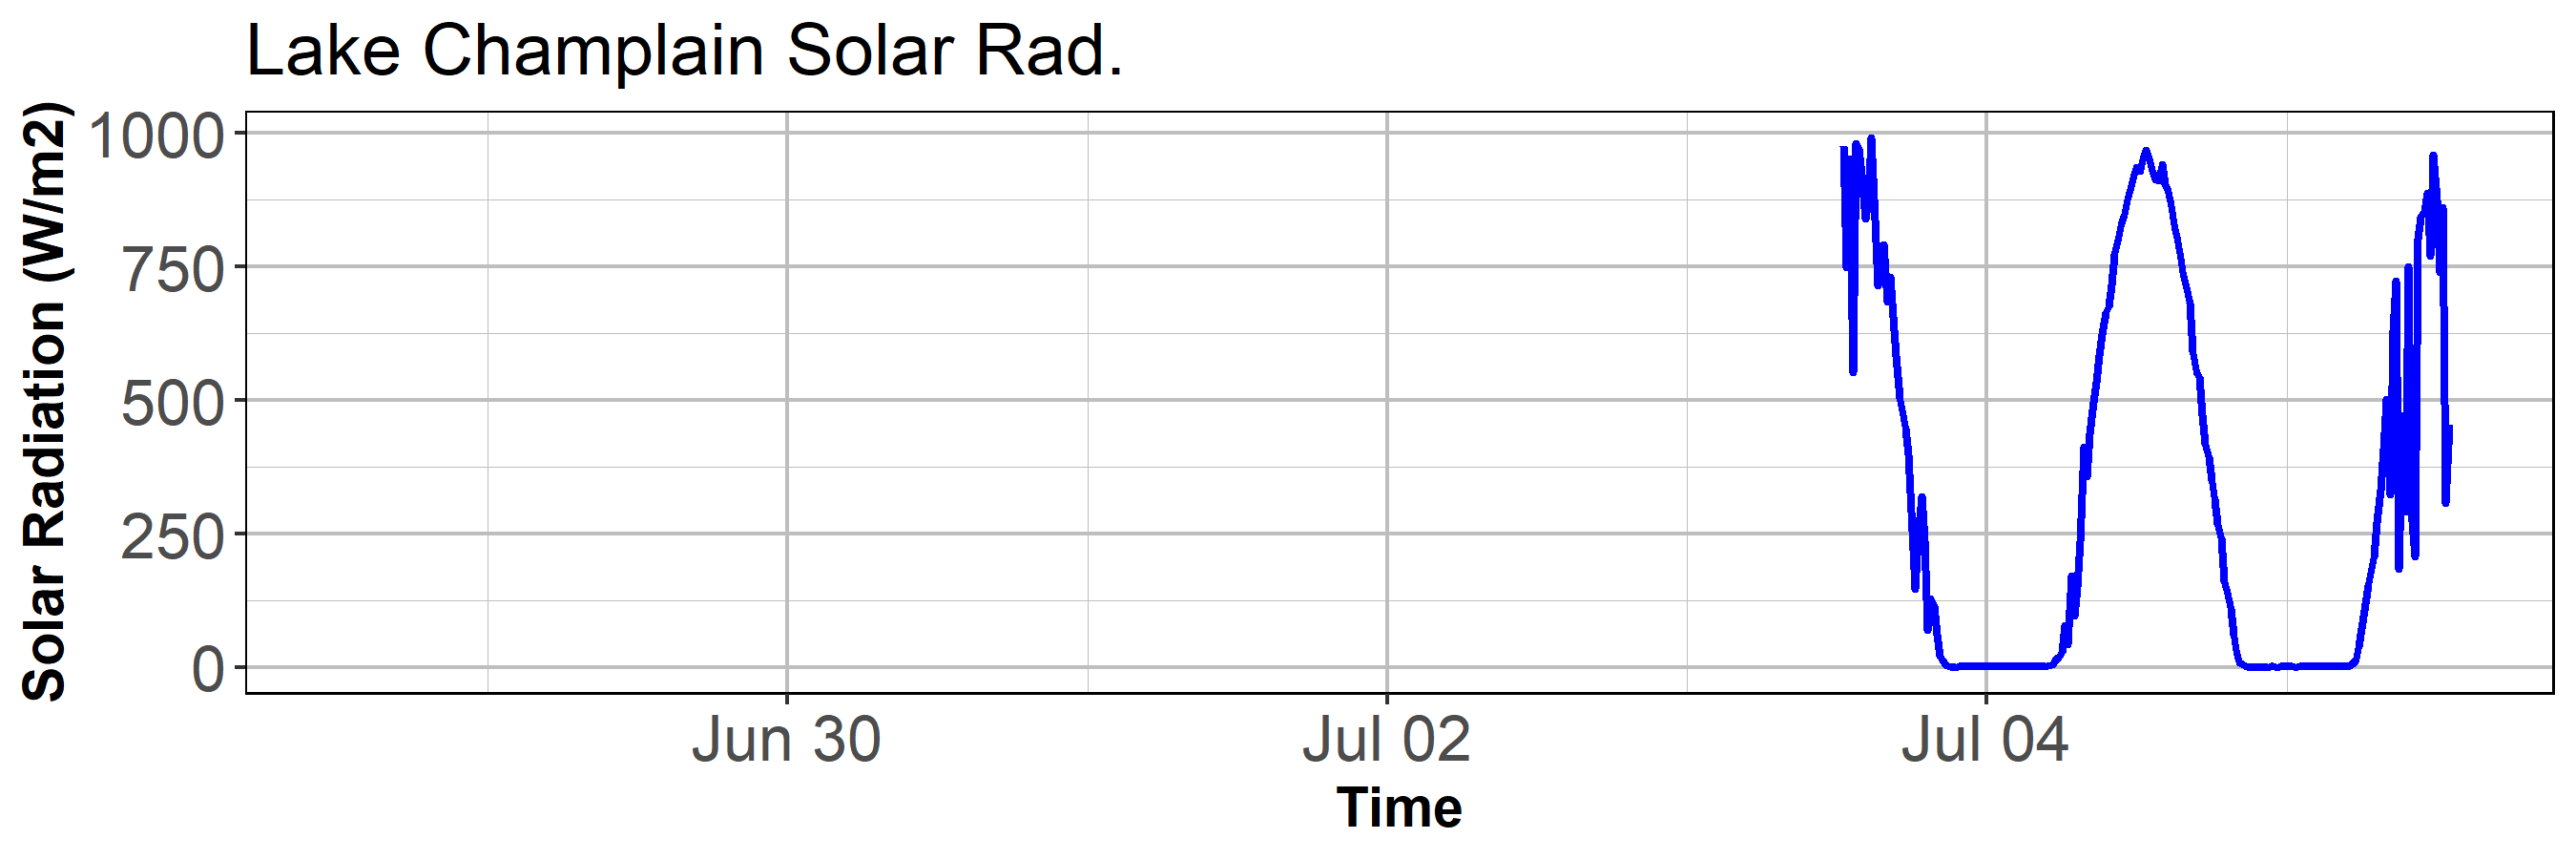 Lake Champlain Solar Rad.
Solar Radiation (W/m2)
1000
750
500
250
0
Jun 30 Jul 02 Jul 04
Time